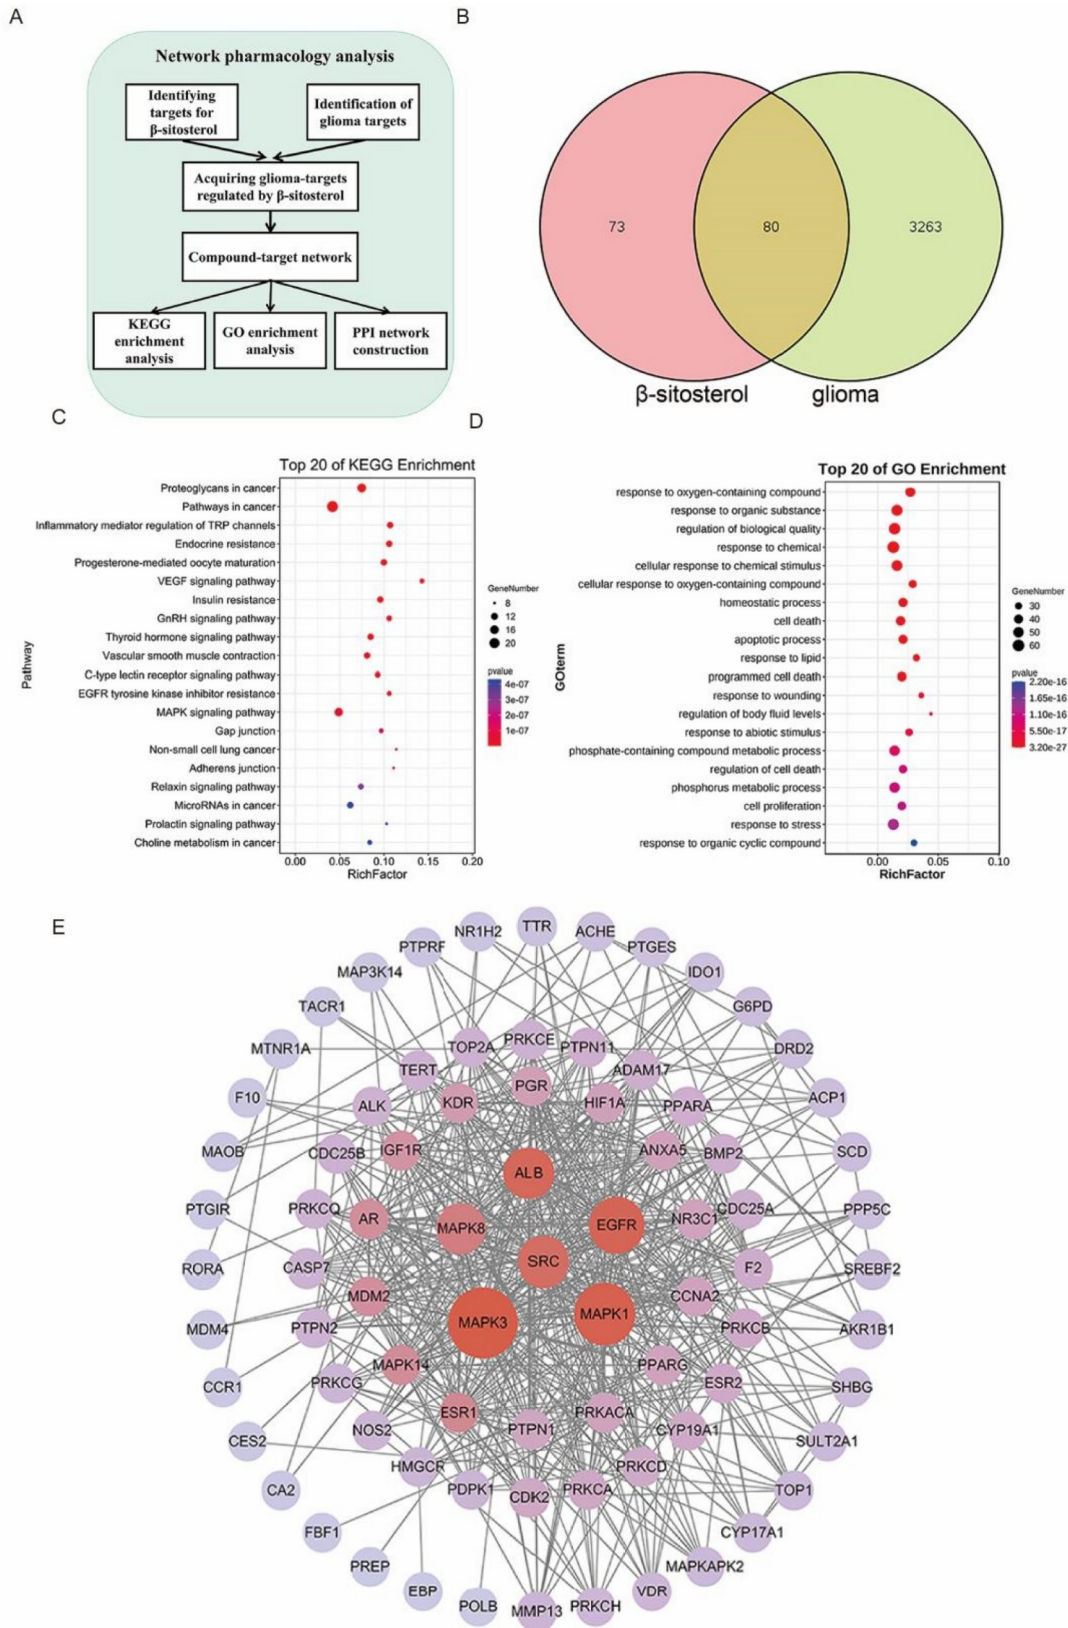 A
Network pharmacology analysis
Identifying
targets for
β-sitosterol
Identification of
glioma targets
Acquiring glioma-targets
regulated by β-sitosterol
Compound-target network
KEGG
enrichment
analysis
GO enrichment
analysis
PPI network
construction
B
73
80
3263
β-sitosterol
glioma
C
Top 20 of KEGG Enrichment
Pathway
Proteoglycans in cancer
Pathways in cancer
Inflammatory mediator regulation of TRP channels
Endocrine resistance
Progesterone-mediated oocyte maturation
VEGF signaling pathway
Insulin resistance
GnRH signaling pathway
Thyroid hormone signaling pathway
Vascular smooth muscle contraction
C-type lectin receptor signaling pathway
EGFR tyrosine kinase inhibitor resistance
MAPK signaling pathway
Gap junction
Non-small cell lung cancer
Adherens junction
Relaxin signaling pathway
MicroRNAs in cancer
Prolactin signaling pathway
Choline metabolism in cancer
0.00 0.05 0.10 0.15 0.20
RichFactor
GeneNumber
8
12
16
20
pvalue
4e-07
3e-07
2e-07
1e-07
D
Top 20 of GO Enrichment
GOterm
response to oxygen-containing compound
response to organic substance
regulation of biological quality
response to chemical
cellular response to chemical stimulus
cellular response to oxygen-containing compound
homeostatic process
cell death
apoptotic process
response to lipid
programmed cell death
response to wounding
regulation of body fluid levels
response to abiotic stimulus
phosphate-containing compound metabolic process
regulation of cell death
phosphorus metabolic process
cell proliferation
response to stress
response to organic cyclic compound
0.00 0.05 0.10
RichFactor
GeneNumber
30
40
50
60
pvalue
2.20e-16
1.65e-16
1.10e-16
5.50e-17
3.20e-27
E
TTR
NR1H2
ACHE
PTPRF
PTGES
MAP3K14
IDO1
TACR1
G6PD
MTNR1A
TOP2A
PRKCE
PTPN11
DRD2
TERT
ADAM17
F10
ALK
KDR
PGR
HIF1A
PPARA
ACP1
MAOB
CDC25B
IGF1R
ALB
ANXA5
BMP2
SCD
PTGIR
PRKCQ
AR
MAPK8
EGFR
NR3C1
CDC25A
PPP5C
RORA
CASP7
SRC
F2
SREBF2
MDM2
CCNA2
MDM4
PTPN2
MAPK3
MAPK1
PRKCB
AKR1B1
CCR1
PRKCG
MAPK14
PPARG
ESR2
SHBG
CES2
NOS2
ESR1
PTPN1
PRKACA
CYP19A1
SULT2A1
CA2
HMGCR
PDPK1
CDK2
PRKCA
PRKCD
TOP1
FBF1
CYP17A1
PREP
MAPKAPK2
EBP
POLB
MMP13
PRKCH
VDR